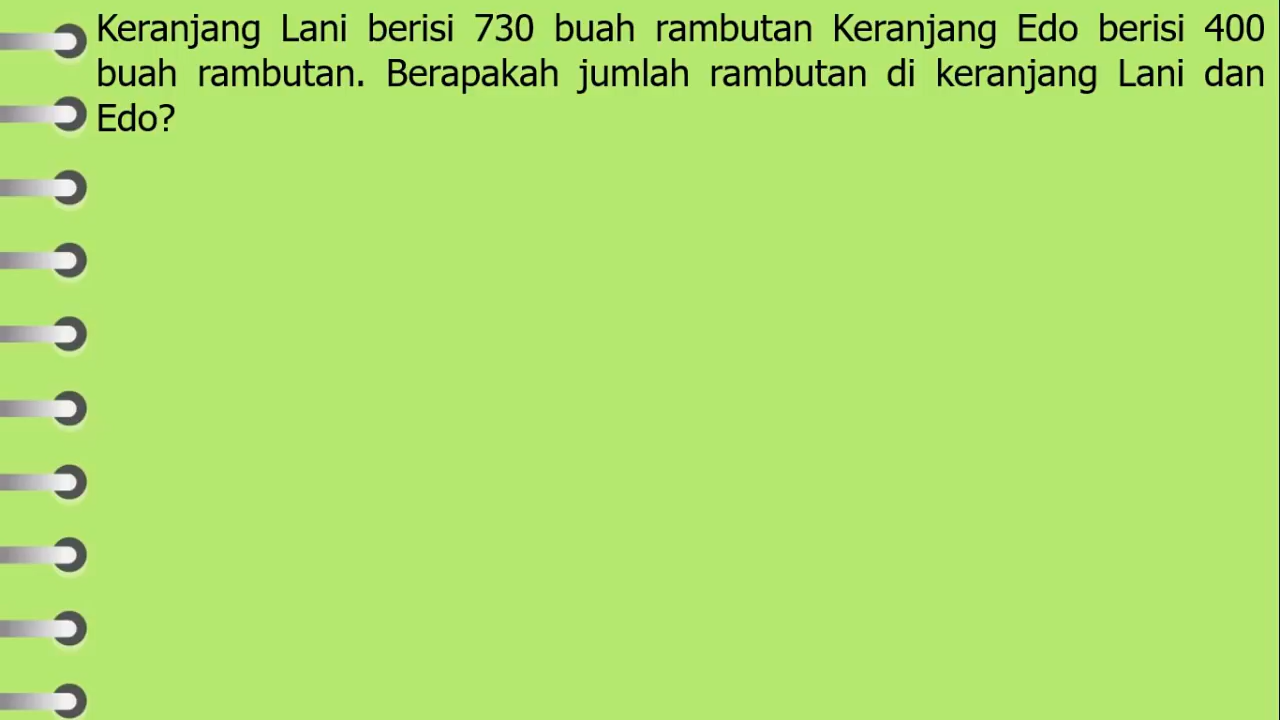 Keranjang Lani berisi 730 buah rambutan Keranjang Edo berisi 400
buah rambutan. Berapakah jumlah rambutan di keranjang Lani dan
Edo?